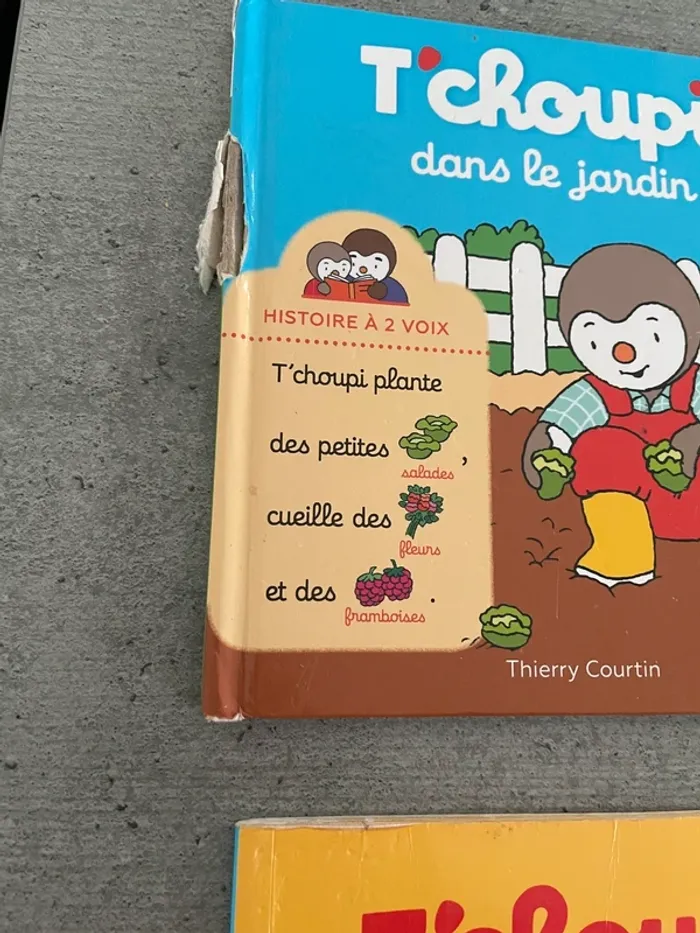 T'choupi
dans le jardin
HISTOIRE À 2 VOIX
T'choupi plante
des petites salades,
cueille des fleurs
et des framboises.
Thierry Courtin